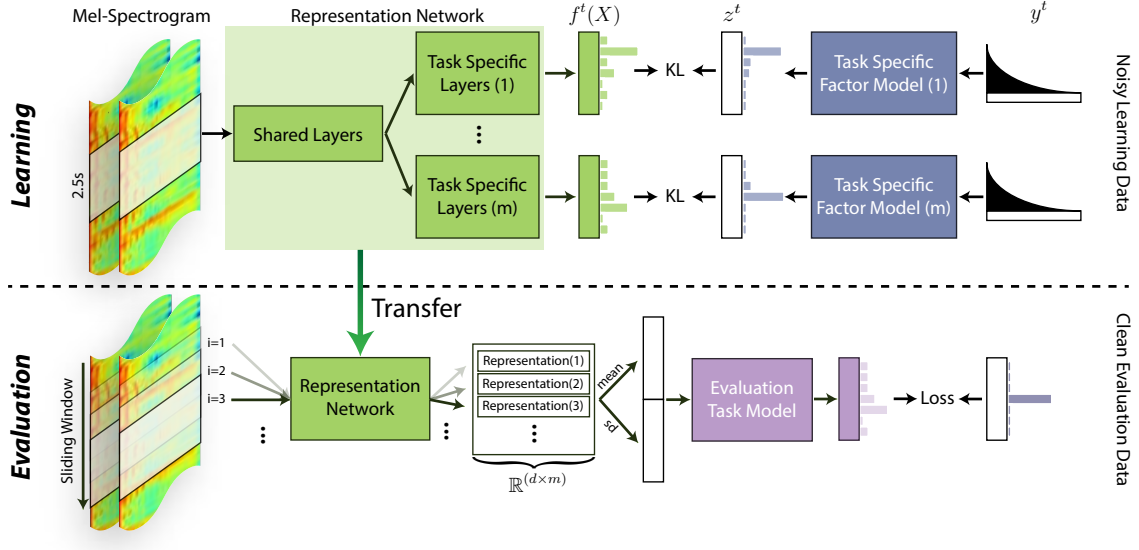 Mel-Spectrogram
Representation Network
f^t(X)
z^t
y^t
Learning
2.5s
Shared Layers
Task Specific
Layers (1)
...
Task Specific
Layers (m)
KL
KL
Task Specific
Factor Model (1)
Task Specific
Factor Model (m)
Noisy Learning Data
Transfer
Evaluation
Sliding Window
i=1
i=2
i=3
...
Representation
Network
...
Representation(1)
Representation(2)
Representation(3)
...
ℝ^(d×m)
mean
sd
Evaluation
Task Model
Loss
Clean Evaluation Data